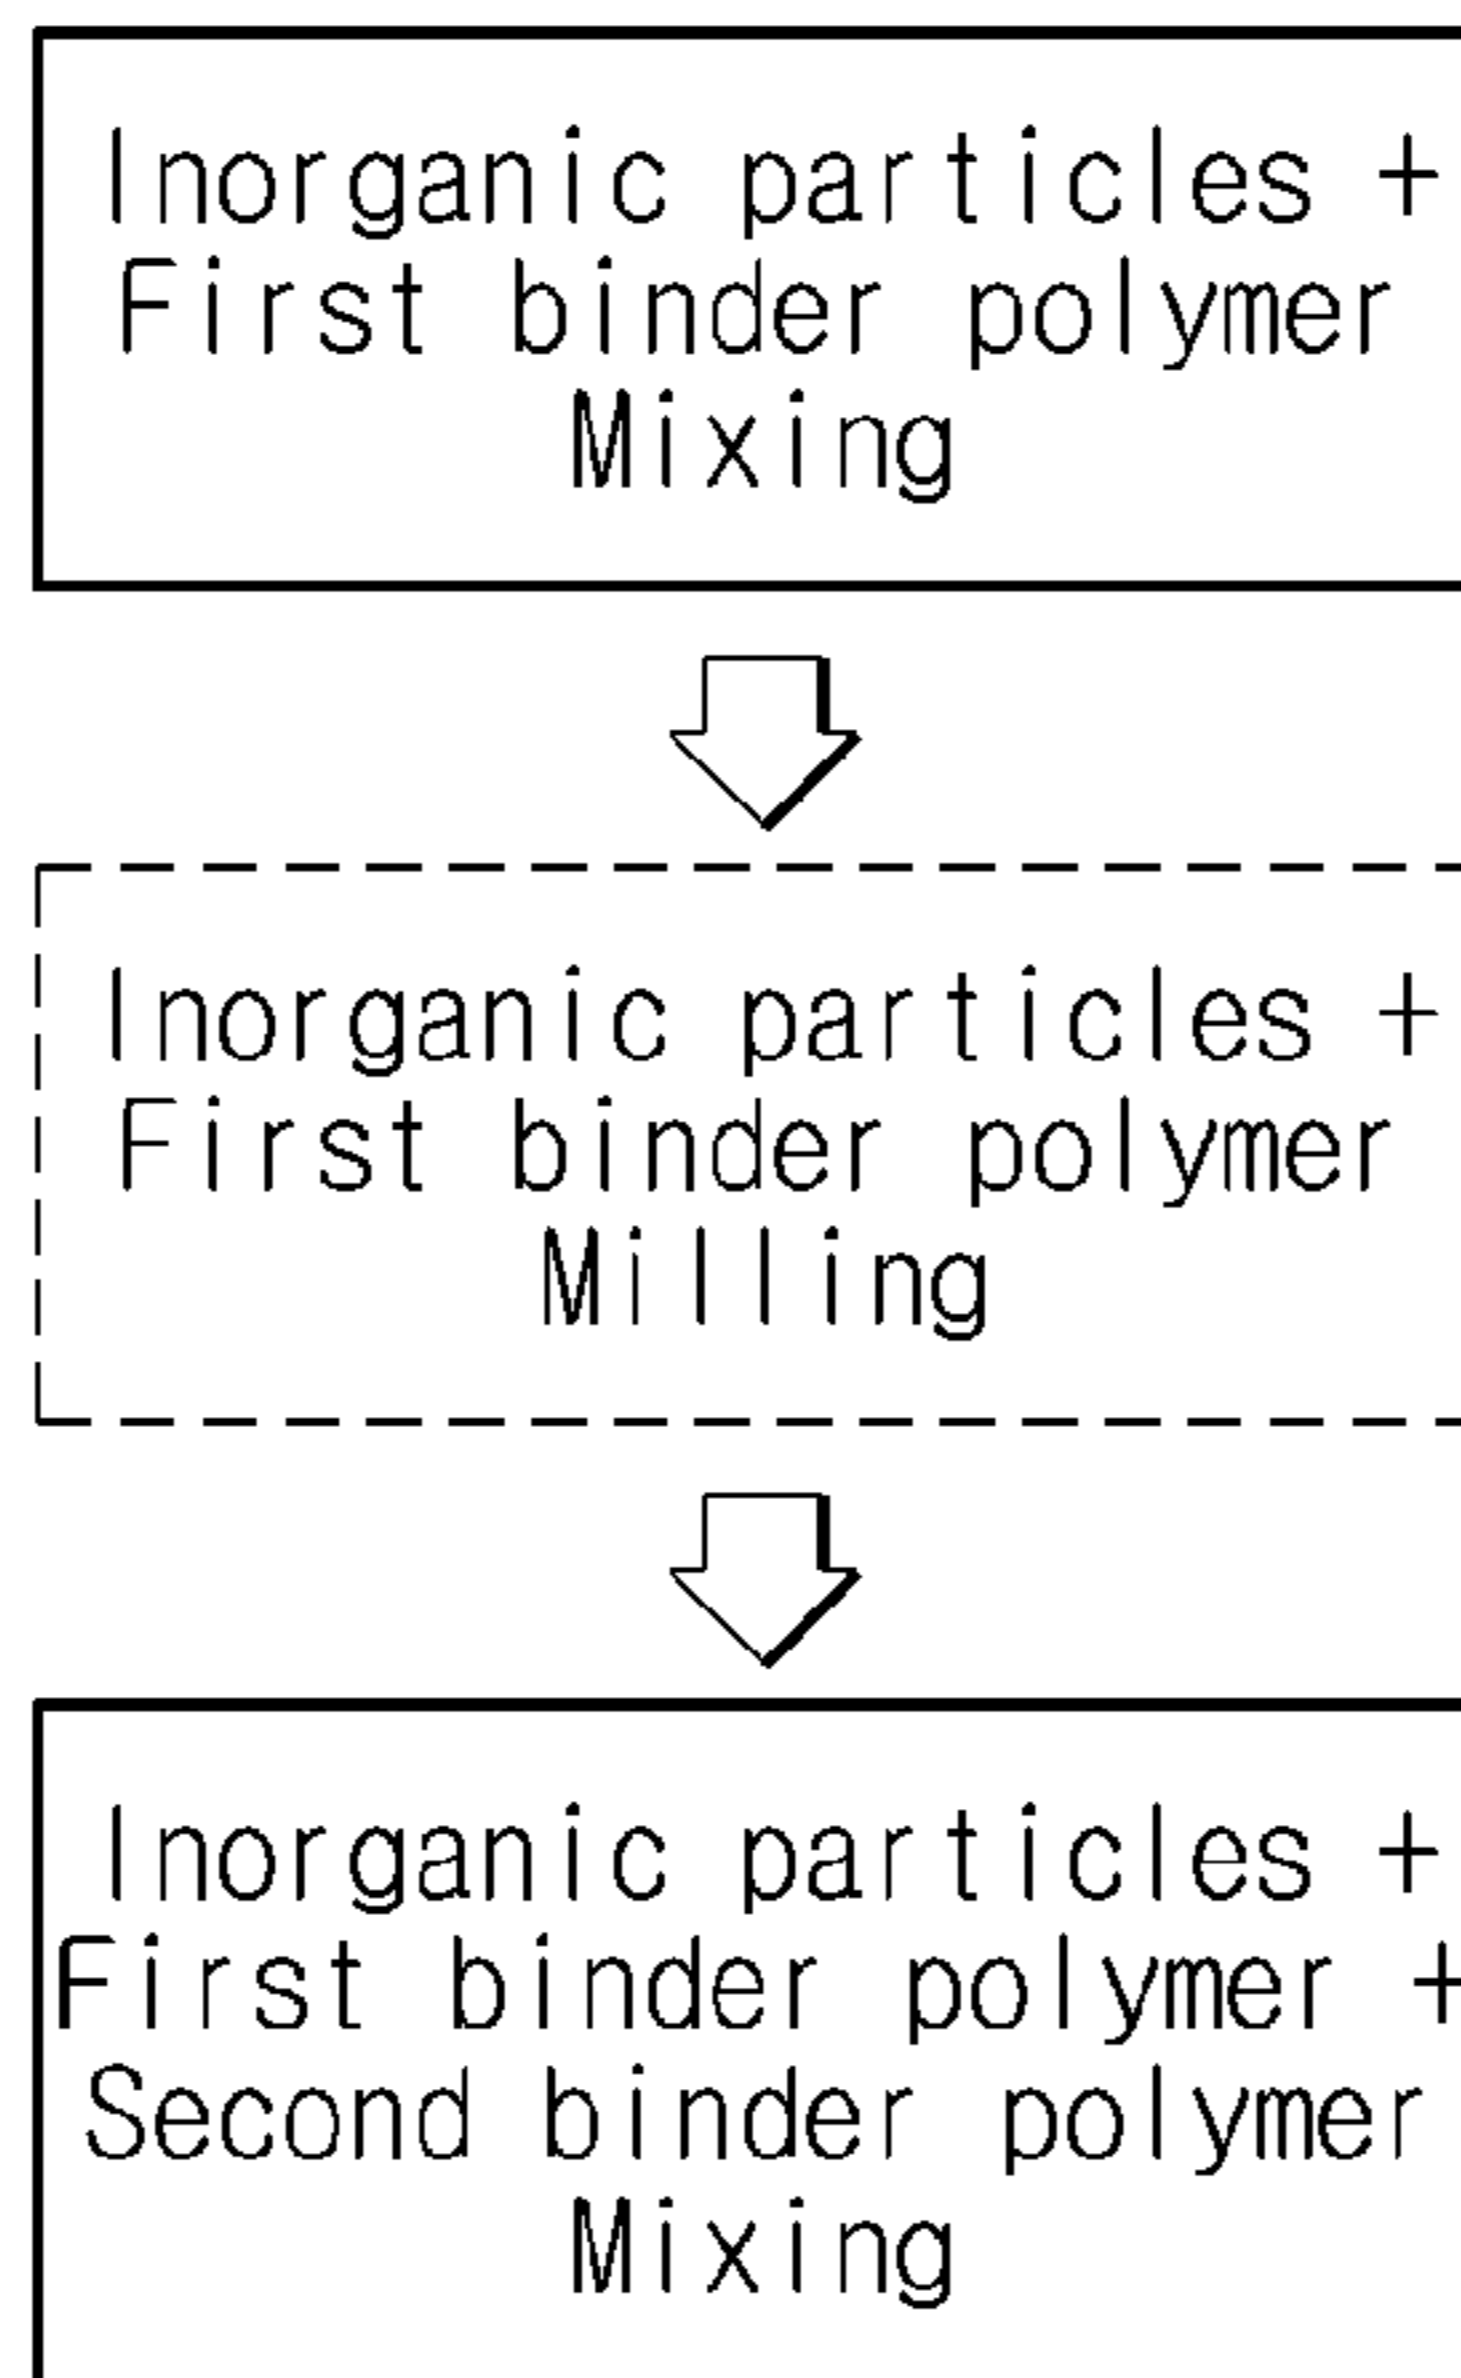 Inorganic particles +
First binder polymer
Mixing
Inorganic particles +
First binder polymer
Milling
Inorganic particles +
First binder polymer +
Second binder polymer
Mixing